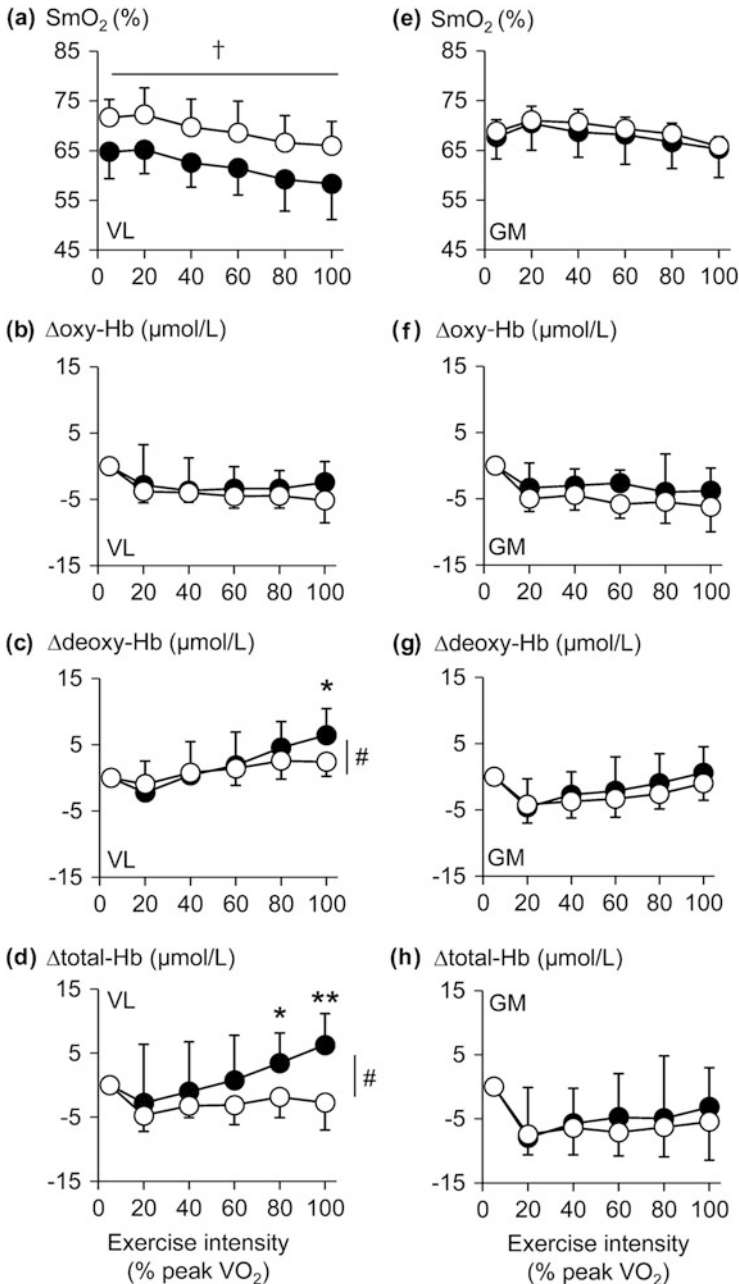 (a) SmO₂ (%)
85
†
75
65
55
VL
45
0 20 40 60 80 100
(e) SmO₂ (%)
85
75
65
55
GM
45
0 20 40 60 80 100
(b) Δoxy-Hb (µmol/L)
15
5
-5
VL
-15
0 20 40 60 80 100
(f) Δoxy-Hb (µmol/L)
15
5
-5
GM
-15
0 20 40 60 80 100
(c) Δdeoxy-Hb (µmol/L)
15
*
5
#
-5
VL
-15
0 20 40 60 80 100
(g) Δdeoxy-Hb (µmol/L)
15
5
-5
GM
-15
0 20 40 60 80 100
(d) Δtotal-Hb (µmol/L)
15
VL
* **
5
#
-5
-15
0 20 40 60 80 100
Exercise intensity
(% peak VO₂)
(h) Δtotal-Hb (µmol/L)
15
GM
5
-5
-15
0 20 40 60 80 100
Exercise intensity
(% peak VO₂)